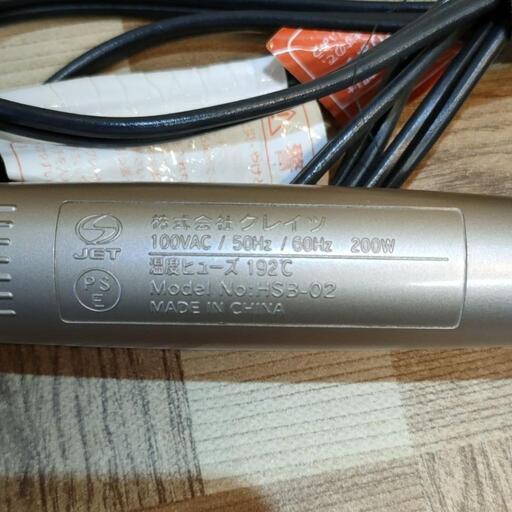 株式会社 クレイツ
100VAC / 50Hz / 60Hz 200W
温度ヒューズ 192℃
Model No:HSB-02
MADE IN CHINA
JET
PS
E